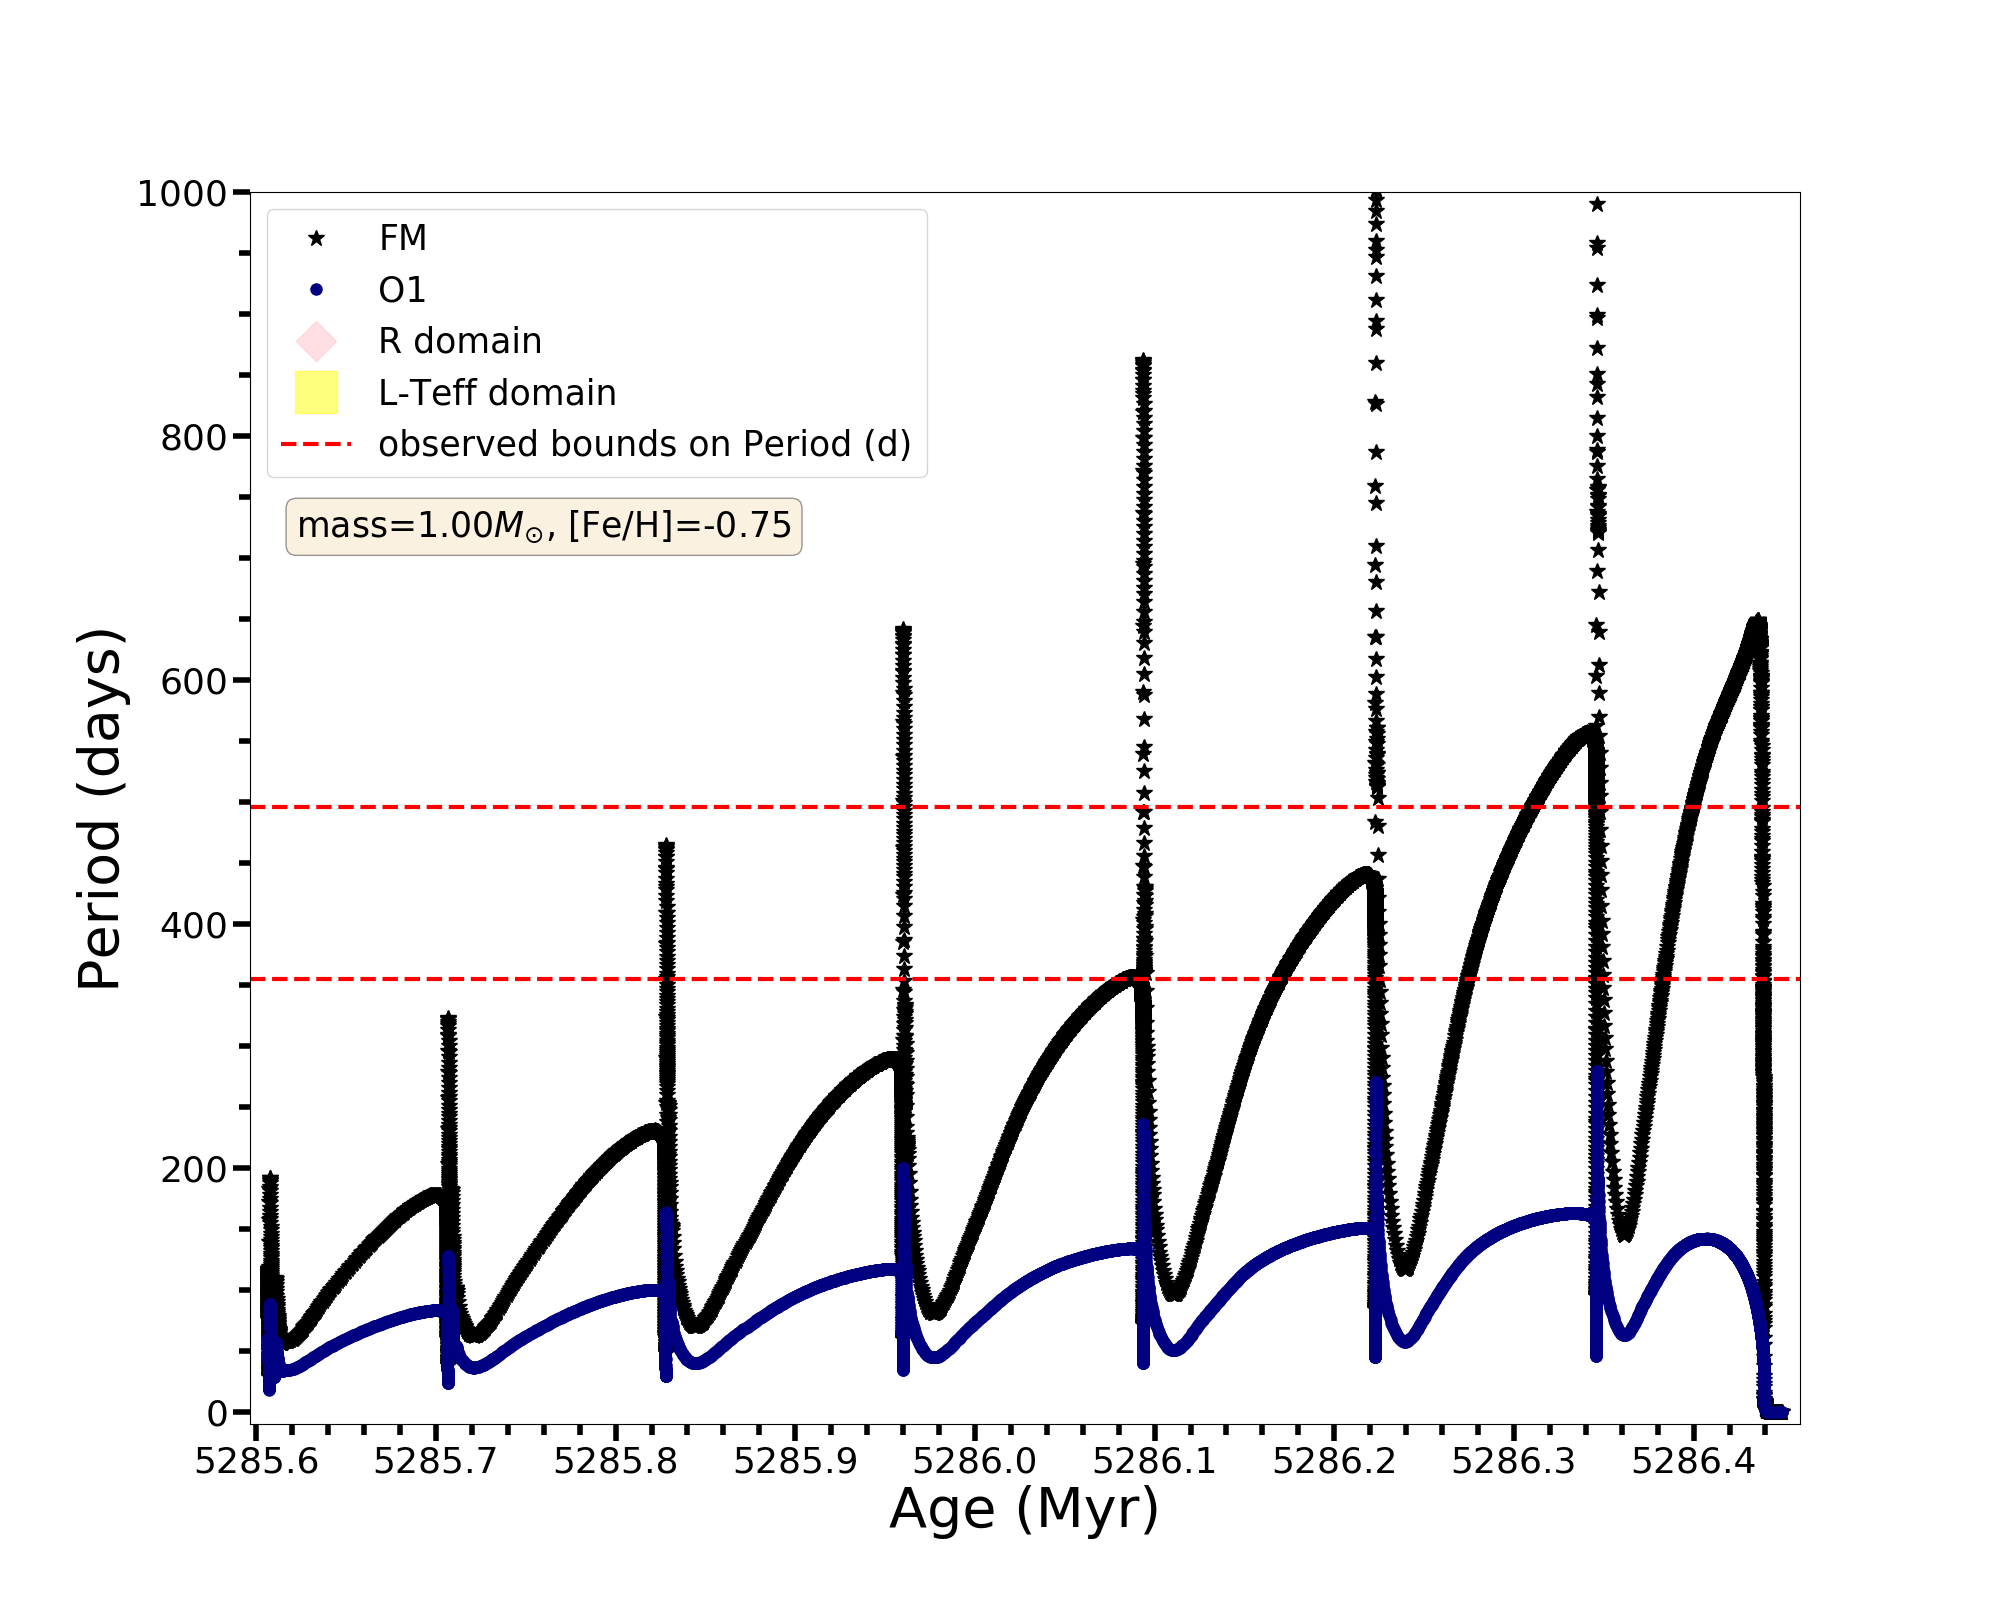 1000
800
600
400
200
0
Period (days)
FM
O1
R domain
L-Teff domain
observed bounds on Period (d)
mass=1.00M⊙, [Fe/H]=-0.75
5285.6 5285.7 5285.8 5285.9 5286.0 5286.1 5286.2 5286.3 5286.4
Age (Myr)